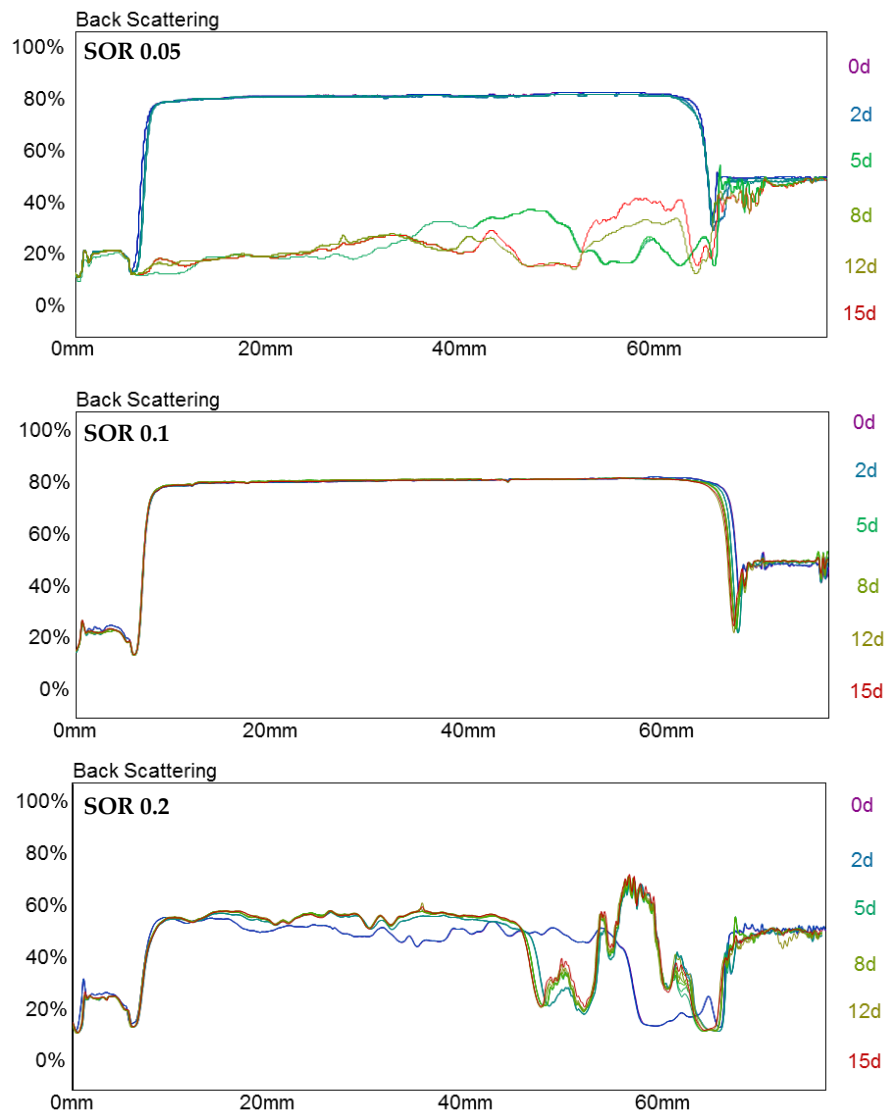 Back Scattering
SOR 0.05
100%
80%
60%
40%
20%
0%
0mm 20mm 40mm 60mm
0d
2d
5d
8d
12d
15d
Back Scattering
SOR 0.1
100%
80%
60%
40%
20%
0%
0mm 20mm 40mm 60mm
0d
2d
5d
8d
12d
15d
Back Scattering
SOR 0.2
100%
80%
60%
40%
20%
0%
0mm 20mm 40mm 60mm
0d
2d
5d
8d
12d
15d